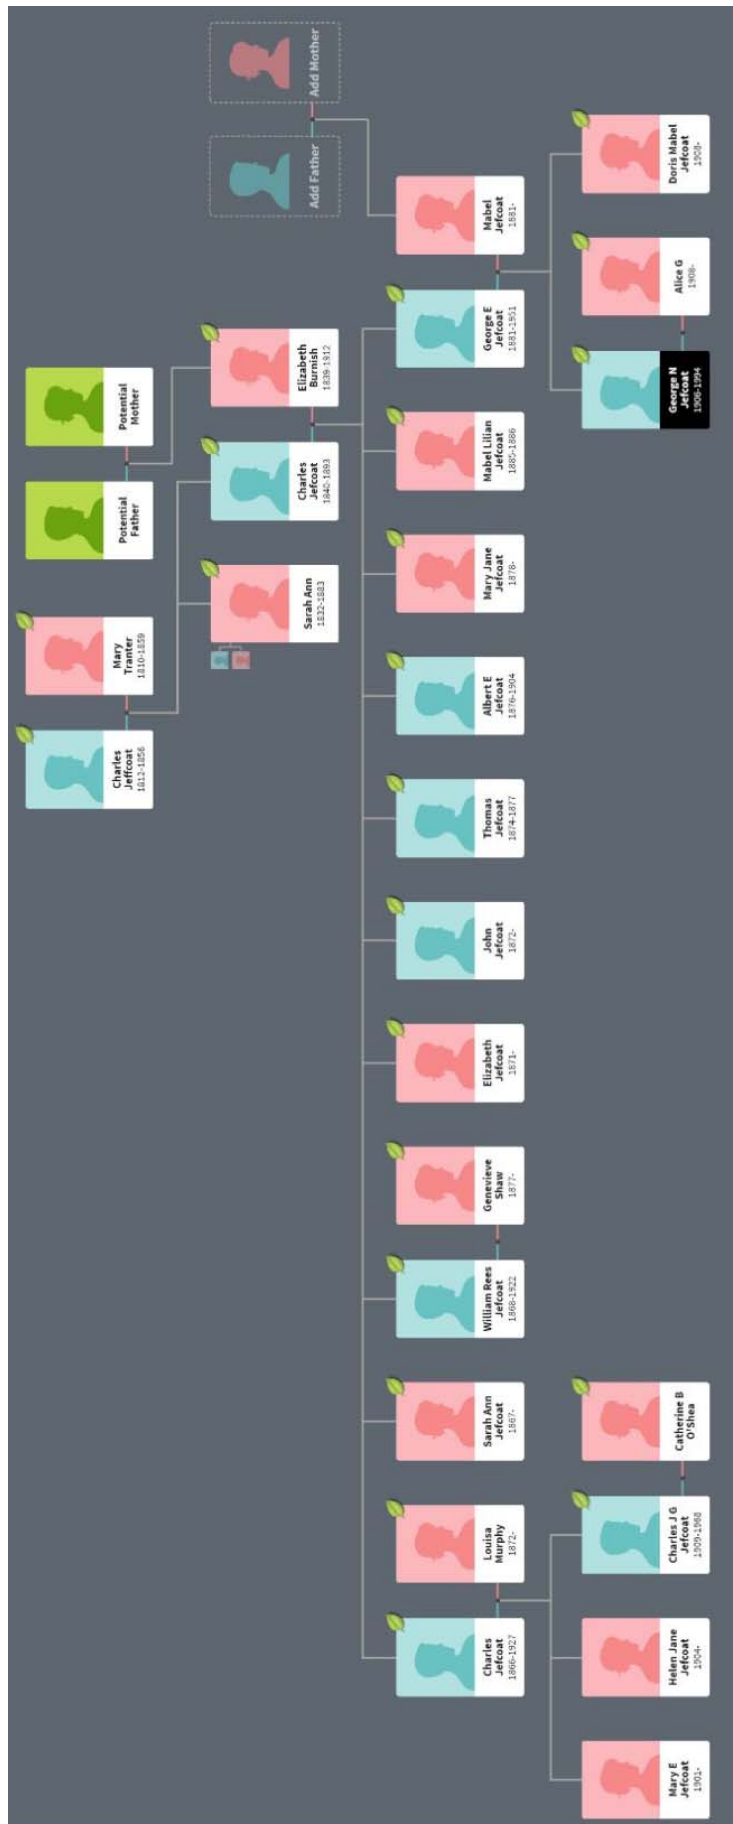 Charles
Jeffcoat
1812-1856
Mary
Tranter
1810-1859
Potential
Father
Potential
Mother
Sarah Ann
1832-1883
Charles
Jefcoat
1840-1893
Elizabeth
Burnish
1839-1912
Add Father
Add Mother
Charles
Jefcoat
1866-1927
Louisa
Murphy
1872-
Sarah Ann
Jefcoat
1867-
William Rees
Jefcoat
1868-1922
Genevieve
Shaw
1877-
Elizabeth
Jefcoat
1871-
John
Jefcoat
1872-
Thomas
Jefcoat
1874-1877
Albert E
Jefcoat
1876-1904
Mary Jane
Jefcoat
1878-
Mabel Lilian
Jefcoat
1885-1886
George E
Jefcoat
1881-1951
Mabel
Jefcoat
1881-
Mary E
Jefcoat
1901-
Helen Jane
Jefcoat
1904-
Charles J G
Jefcoat
1909-1968
Catherine B
O'Shea
George N
Jefcoat
1906-1994
Alice G
1908-
Doris Mabel
Jefcoat
1908-